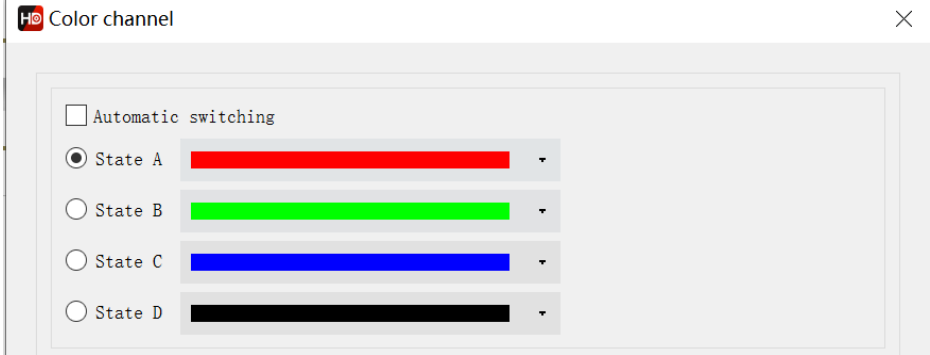 HD Color channel
Automatic switching
State A
State B
State C
State D